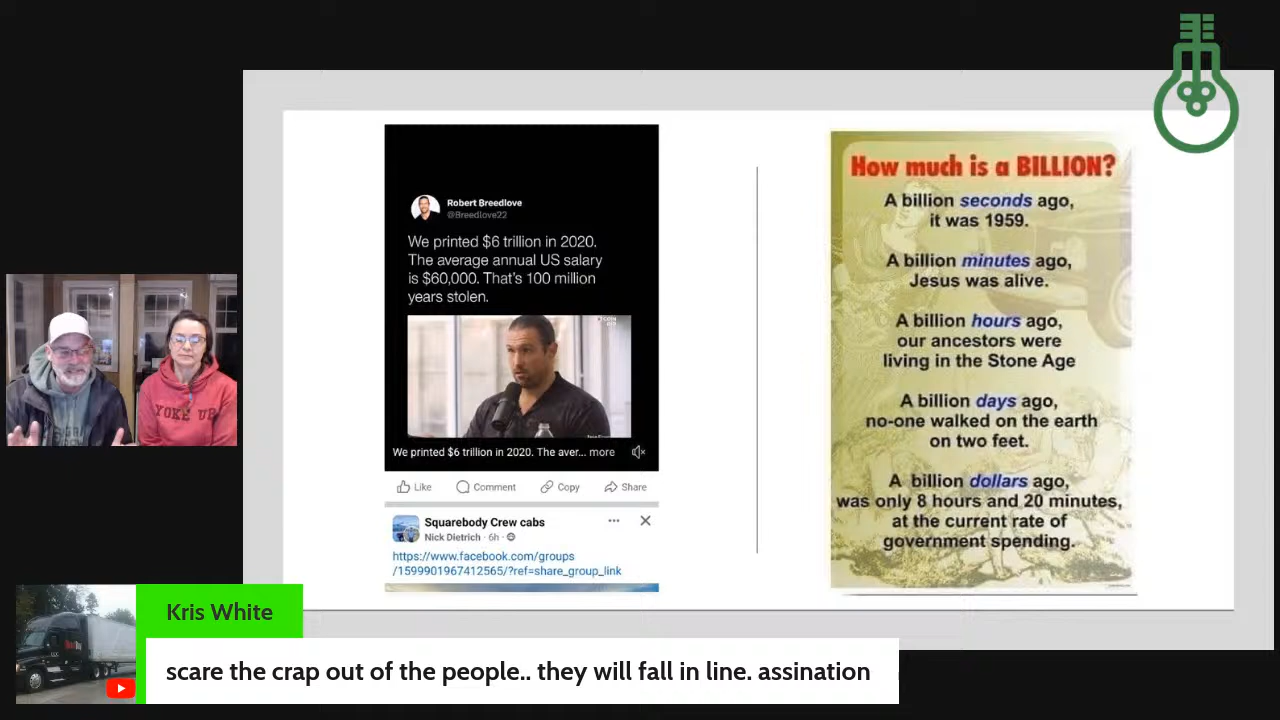 Robert Breedlove
@Breedlove22
We printed $6 trillion in 2020.
The average annual US salary
is $60,000. That's 100 million
years stolen.
We printed $6 trillion in 2020. The aver... more
Like Comment Copy Share
Squarebody Crew cabs
Nick Dietrich · 6h ·
https://www.facebook.com/groups
/1599901967412565/?ref=share_group_link
How much is a BILLION?
A billion seconds ago,
it was 1959.
A billion minutes ago,
Jesus was alive.
A billion hours ago,
our ancestors were
living in the Stone Age
A billion days ago,
no-one walked on the earth
on two feet.
A billion dollars ago,
was only 8 hours and 20 minutes,
at the current rate of
government spending.
YOKE UP
Kris White
scare the crap out of the people.. they will fall in line. assination